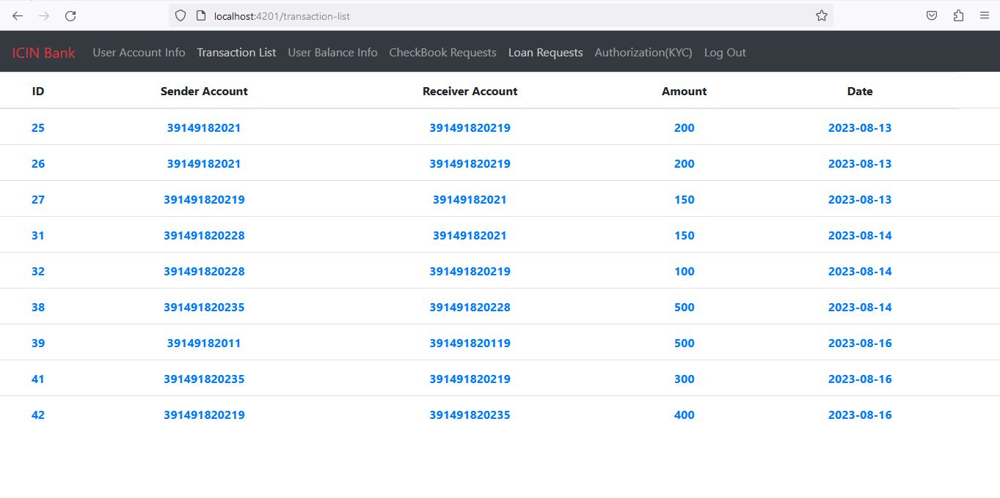 localhost:4201/transaction-list
ICIN Bank User Account Info Transaction List User Balance Info CheckBook Requests Loan Requests Authorization(KYC) Log Out
ID Sender Account Receiver Account Amount Date
25 39149182021 391491820219 200 2023-08-13
26 39149182021 391491820219 200 2023-08-13
27 391491820219 39149182021 150 2023-08-13
31 391491820228 39149182021 150 2023-08-14
32 391491820228 391491820219 100 2023-08-14
38 391491820235 391491820228 500 2023-08-14
39 39149182011 391491820119 500 2023-08-16
41 391491820235 391491820219 300 2023-08-16
42 391491820219 391491820235 400 2023-08-16